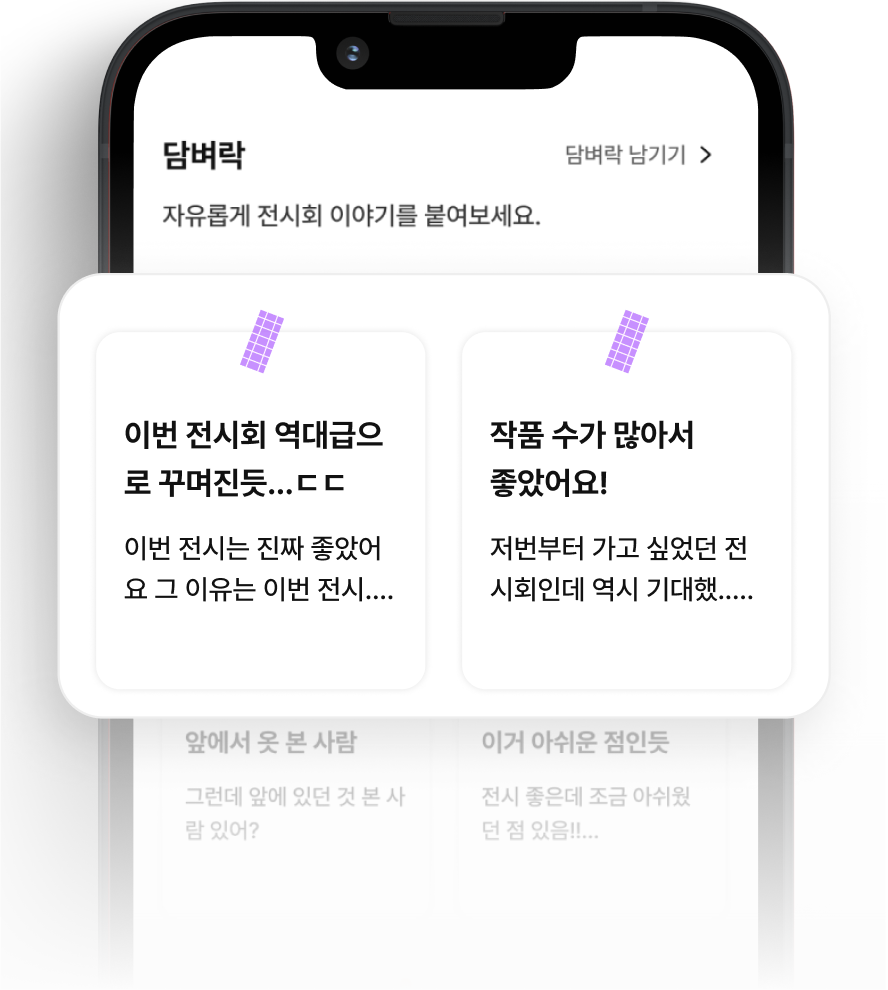 담벼락
담벼락 남기기
자유롭게 전시회 이야기를 붙여보세요.
이번 전시회 역대급으
로 꾸며진듯...ㄷㄷ
이번 전시는 진짜 좋았어
요 그 이유는 이번 전시....
작품 수가 많아서
좋았어요!
저번부터 가고 싶었던 전
시회인데 역시 기대했.....
앞에서 옷 본 사람
그런데 앞에 있던 것 본 사
람 있어?
이거 아쉬운 점인듯
전시 좋은데 조금 아쉬웠
던 점 있음!!...